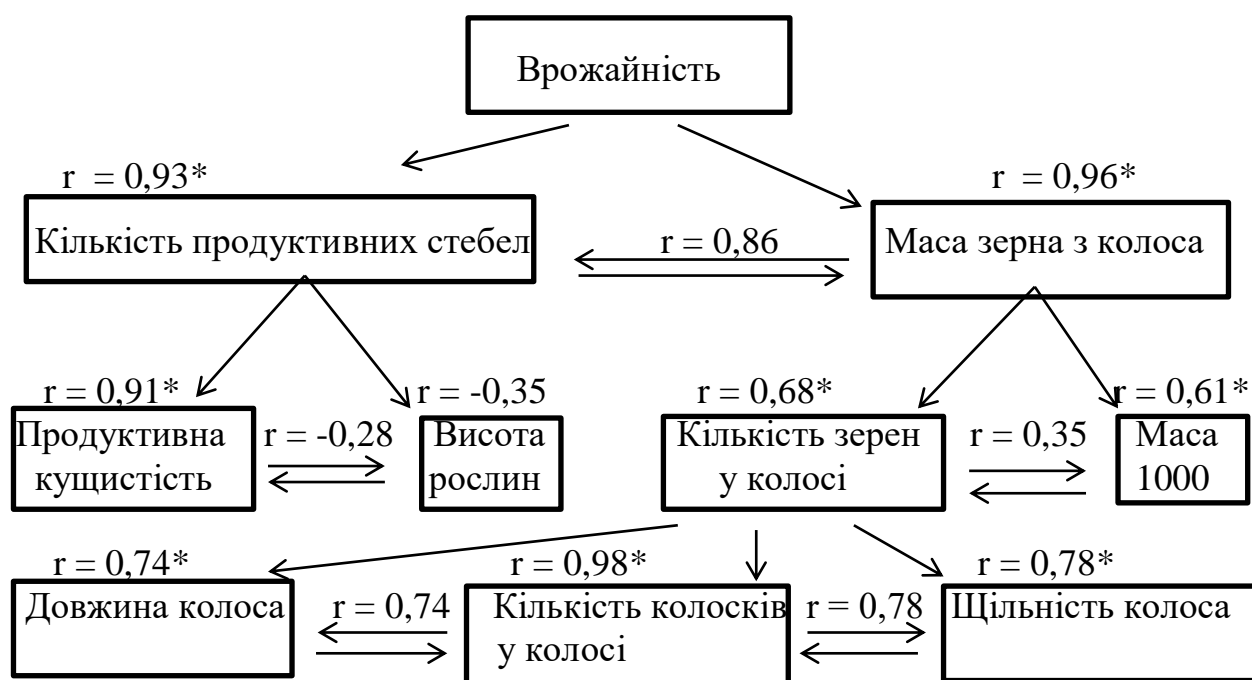 Врожайність
r = 0,93*
r = 0,96*
Кількість продуктивних стебел
r = 0,86
Маса зерна з колоса
r = 0,91*
r = -0,35
r = 0,68*
r = 0,61*
Продуктивна
кущистість
r = -0,28
Висота
рослин
Кількість зерен
у колосі
r = 0,35
Маса
1000
r = 0,74*
r = 0,98*
r = 0,78*
Довжина колоса
r = 0,74
Кількість колосків
у колосі
r = 0,78
Щільність колоса